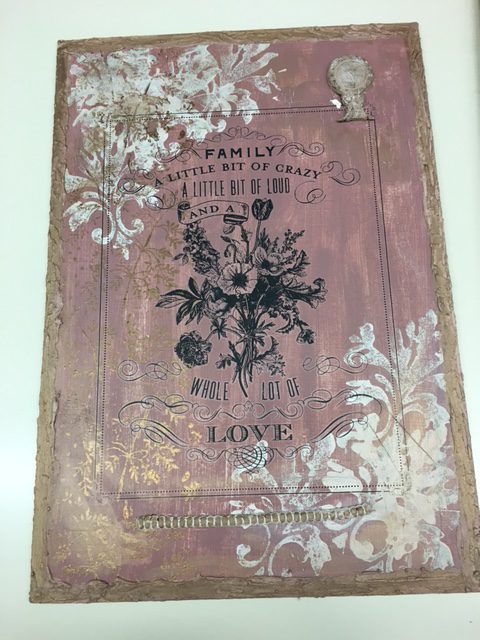 FAMILY
A LITTLE BIT OF CRAZY
A LITTLE BIT OF LOUD
AND A
WHOLE LOT OF
LOVE